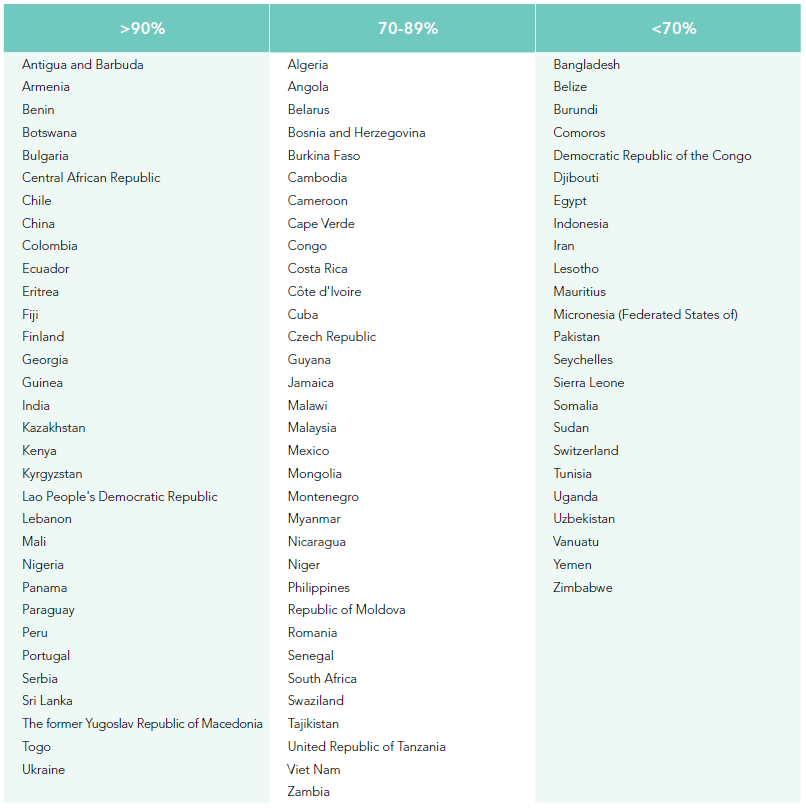 >90%
70-89%
<70%
Antigua and Barbuda
Armenia
Benin
Botswana
Bulgaria
Central African Republic
Chile
China
Colombia
Ecuador
Eritrea
Fiji
Finland
Georgia
Guinea
India
Kazakhstan
Kenya
Kyrgyzstan
Lao People's Democratic Republic
Lebanon
Mali
Nigeria
Panama
Paraguay
Peru
Portugal
Serbia
Sri Lanka
The former Yugoslav Republic of Macedonia
Togo
Ukraine
Algeria
Angola
Belarus
Bosnia and Herzegovina
Burkina Faso
Cambodia
Cameroon
Cape Verde
Congo
Costa Rica
Côte d'Ivoire
Cuba
Czech Republic
Guyana
Jamaica
Malawi
Malaysia
Mexico
Mongolia
Montenegro
Myanmar
Nicaragua
Niger
Philippines
Republic of Moldova
Romania
Senegal
South Africa
Swaziland
Tajikistan
United Republic of Tanzania
Viet Nam
Zambia
Bangladesh
Belize
Burundi
Comoros
Democratic Republic of the Congo
Djibouti
Egypt
Indonesia
Iran
Lesotho
Mauritius
Micronesia (Federated States of)
Pakistan
Seychelles
Sierra Leone
Somalia
Sudan
Switzerland
Tunisia
Uganda
Uzbekistan
Vanuatu
Yemen
Zimbabwe